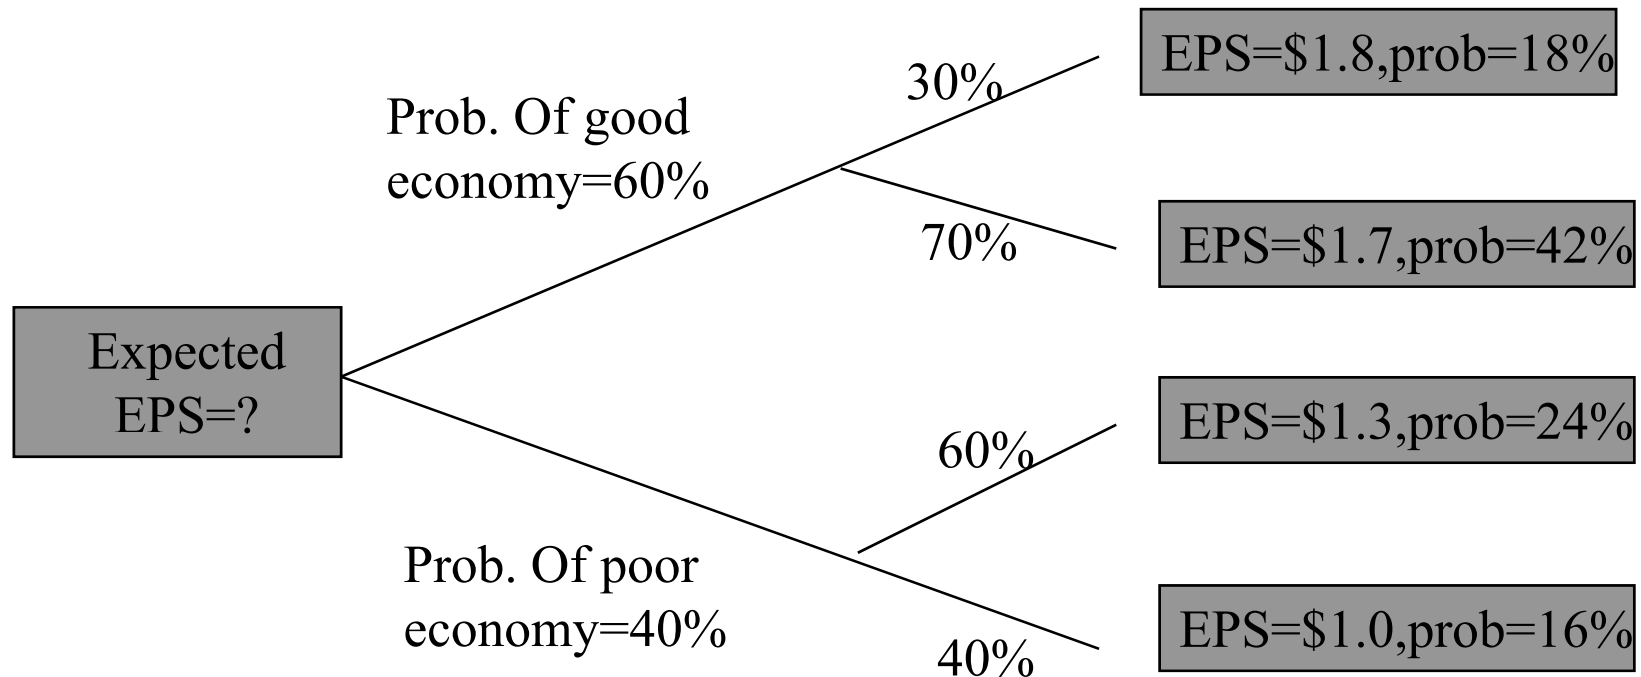 30%
EPS=$1.8,prob=18%
Prob. Of good
economy=60%
70%
EPS=$1.7,prob=42%
Expected
EPS=?
60%
EPS=$1.3,prob=24%
Prob. Of poor
economy=40%
40%
EPS=$1.0,prob=16%